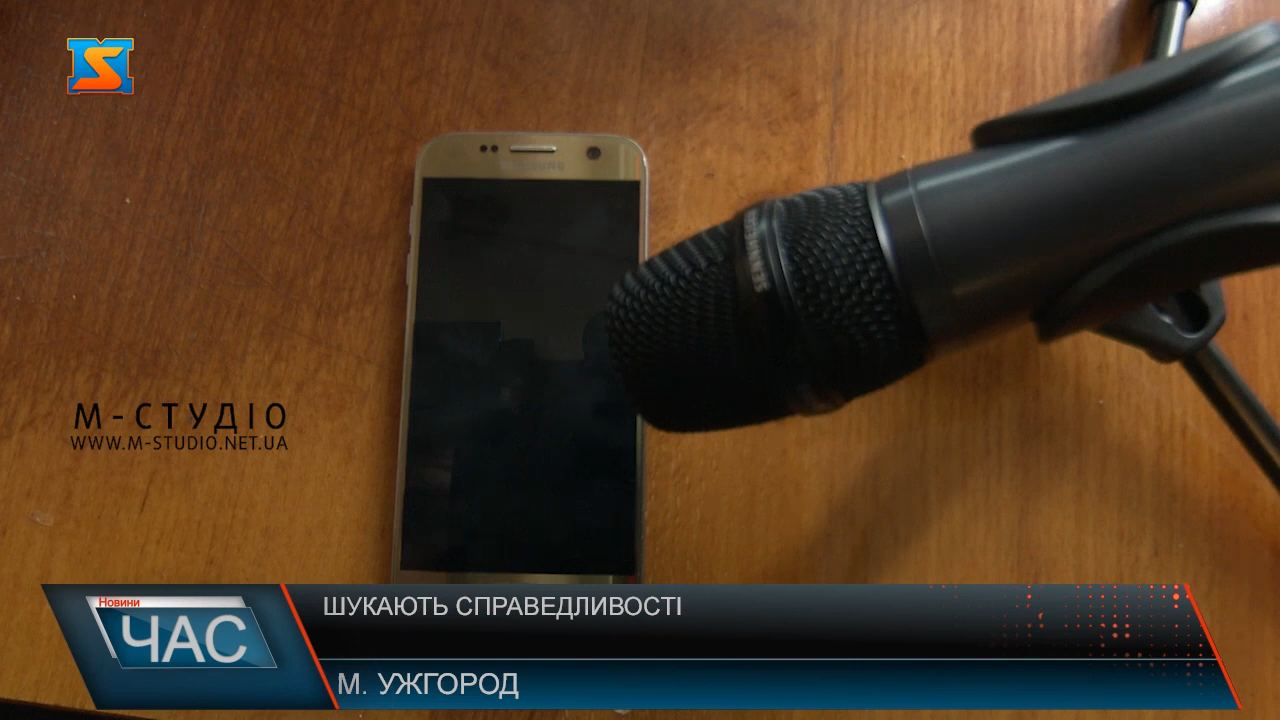 SAMSUNG
М-СТУДІО
WWW.M-STUDIO.NET.UA
Новини
ЧАС
ШУКАЮТЬ СПРАВЕДЛИВОСТІ
М. УЖГОРОД